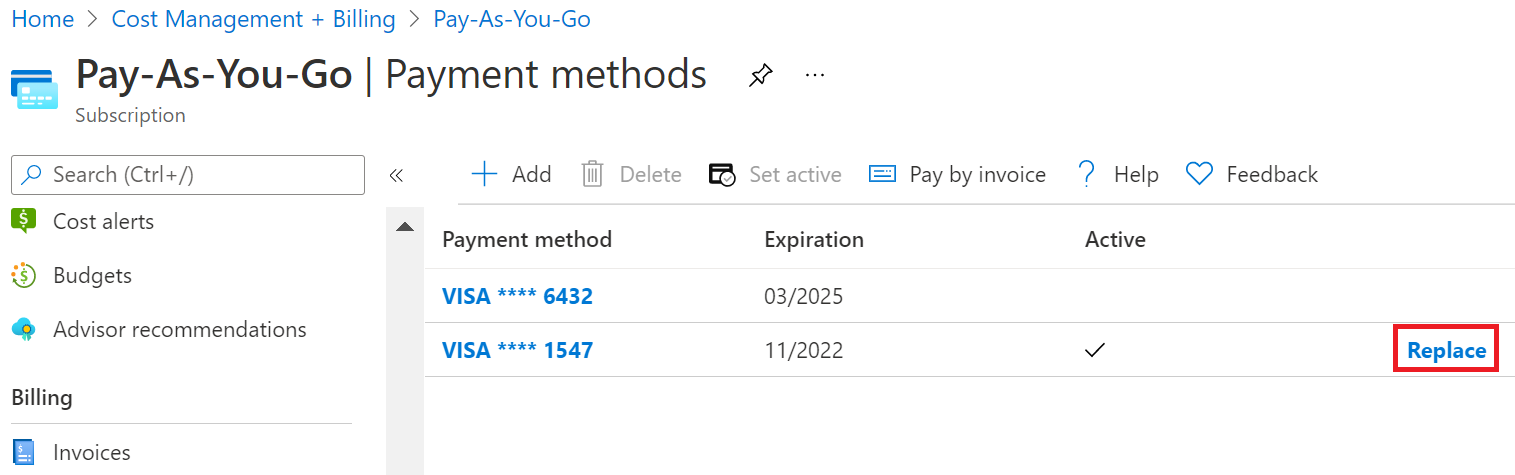 Home > Cost Management + Billing > Pay-As-You-Go
Pay-As-You-Go | Payment methods ...
Subscription
Search (Ctrl+/) «
+ Add Delete Set active Pay by invoice ? Help Feedback
Cost alerts
Budgets
Advisor recommendations
Billing
Invoices
Payment method Expiration Active
VISA **** 6432 03/2025
VISA **** 1547 11/2022 ✓ Replace